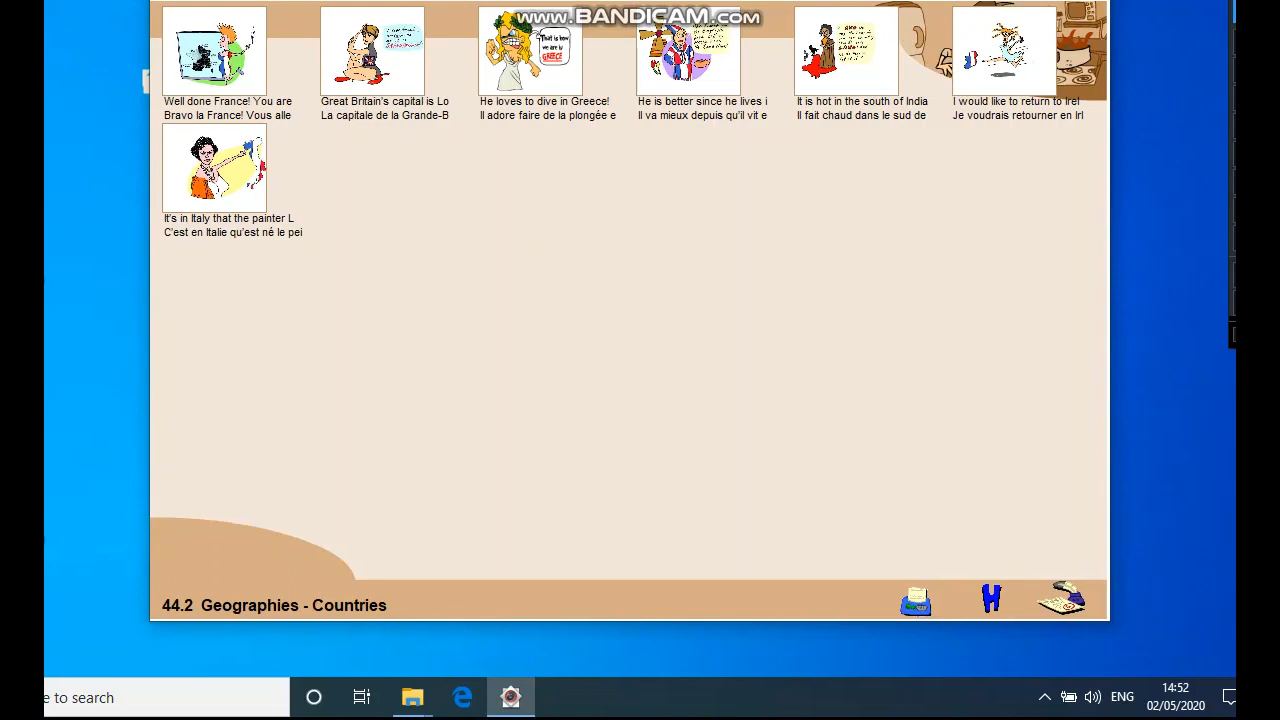 www.BANDICAM.com
That is how
we are in
GREECE
Well done France! You are
Bravo la France! Vous alle
Great Britain's capital is Lo
La capitale de la Grande-B
He loves to dive in Greece!
Il adore faire de la plongée e
He is better since he lives i
Il va mieux depuis qu'il vit e
It is hot in the south of India
Il fait chaud dans le sud de
I would like to return to Irel
Je voudrais retourner en Irl
It's in Italy that the painter L
C'est en Italie qu'est né le pei
44.2 Geographies - Countries
H
e to search
ENG
14:52
02/05/2020